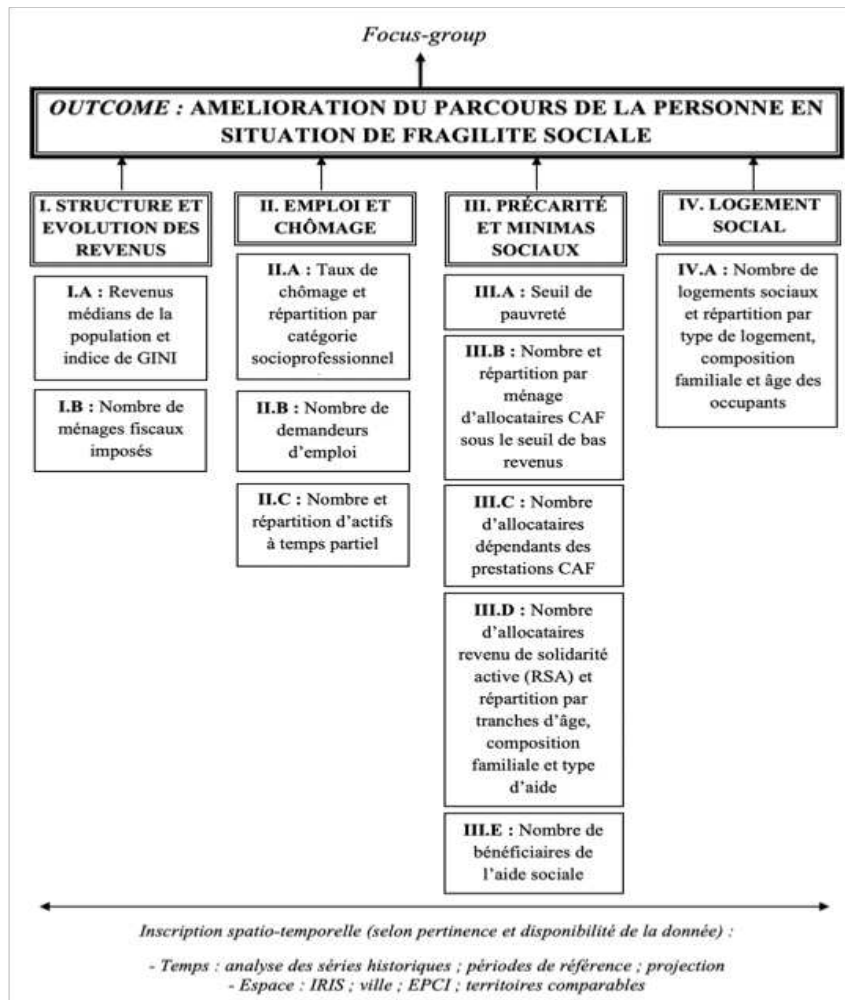 Focus-group
OUTCOME : AMELIORATION DU PARCOURS DE LA PERSONNE EN
SITUATION DE FRAGILITE SOCIALE
I. STRUCTURE ET
EVOLUTION DES
REVENUS
I.A : Revenus
médians de la
population et
indice de GINI
I.B : Nombre de
ménages fiscaux
imposés
II. EMPLOI ET
CHÔMAGE
II.A : Taux de
chômage et
répartition par
catégorie
socioprofessionnel
II.B : Nombre de
demandeurs
d'emploi
II.C : Nombre et
répartition d'actifs
à temps partiel
III. PRÉCARITÉ
ET MINIMAS
SOCIAUX
III.A : Seuil de
pauvreté
III.B : Nombre et
répartition par
ménage
d'allocataires CAF
sous le seuil de bas
revenus
III.C : Nombre
d'allocataires
dépendants des
prestations CAF
III.D : Nombre
d'allocataires
revenu de solidarité
active (RSA) et
répartition par
tranches d'âge,
composition
familiale et type
d'aide
III.E : Nombre de
bénéficiaires de
l'aide sociale
IV. LOGEMENT
SOCIAL
IV.A : Nombre de
logements sociaux
et répartition par
type de logement,
composition
familiale et âge des
occupants
Inscription spatio-temporelle (selon pertinence et disponibilité de la donnée) :
- Temps : analyse des séries historiques ; périodes de référence ; projection
- Espace : IRIS ; ville ; EPCI ; territoires comparables